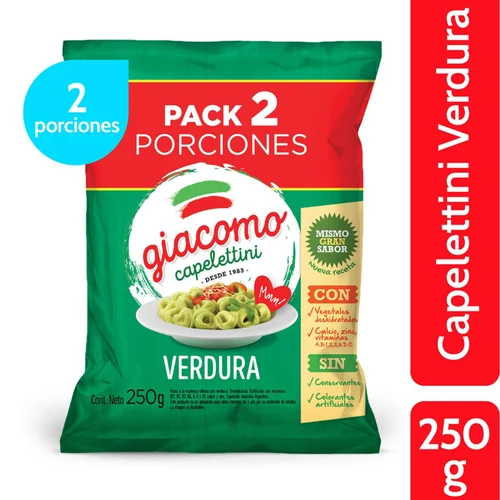 2
porciones
PACK 2
PORCIONES
giacomo
capelettini
DESDE 1983
Mmm!
MISMO
GRAN
SABOR
nueva receta
CON
Vegetales
deshidratados
Calcio, zinc,
vitaminas
SIN
Conservantes
Colorantes
artificiales
VERDURA
Cont. Neto 250g
Capelettini Verdura
250
g